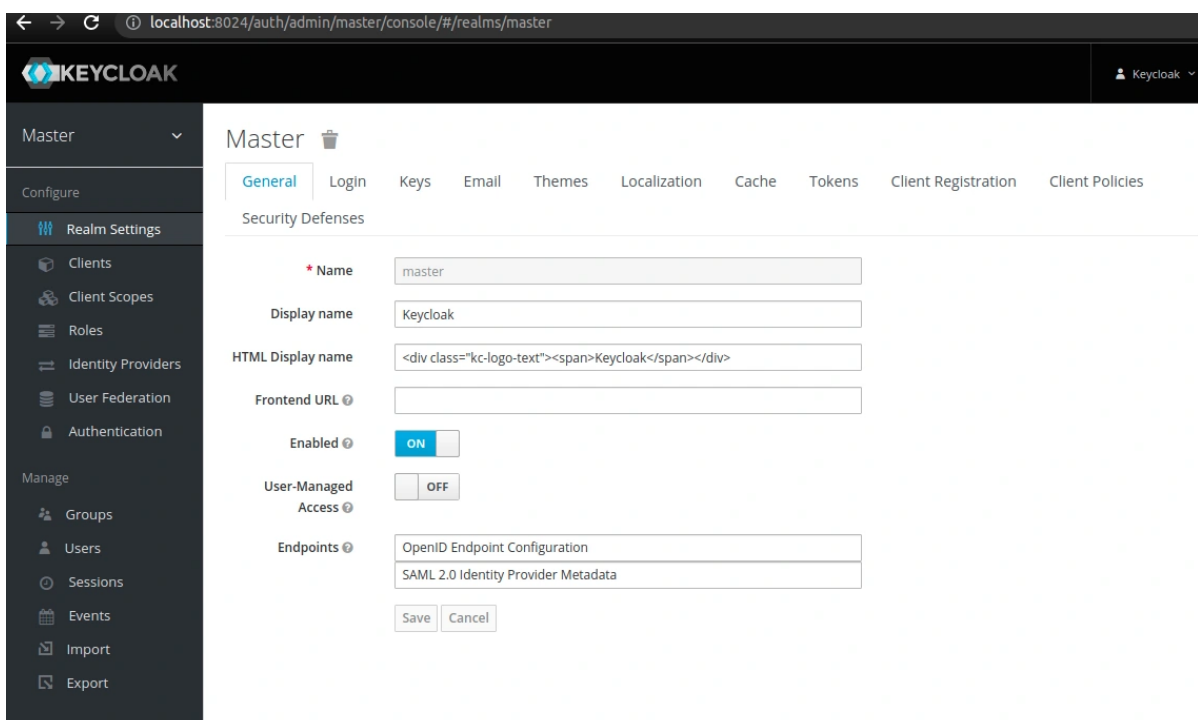 localhost:8024/auth/admin/master/console/#/realms/master
KEYCLOAK
Keycloak
Master
Configure
Realm Settings
Clients
Client Scopes
Roles
Identity Providers
User Federation
Authentication
Manage
Groups
Users
Sessions
Events
Import
Export
Master
General Login Keys Email Themes Localization Cache Tokens Client Registration Client Policies
Security Defenses
* Name master
Display name Keycloak
HTML Display name <div class="kc-logo-text"><span>Keycloak</span></div>
Frontend URL
Enabled ON
User-Managed
Access OFF
Endpoints OpenID Endpoint Configuration
SAML 2.0 Identity Provider Metadata
Save Cancel